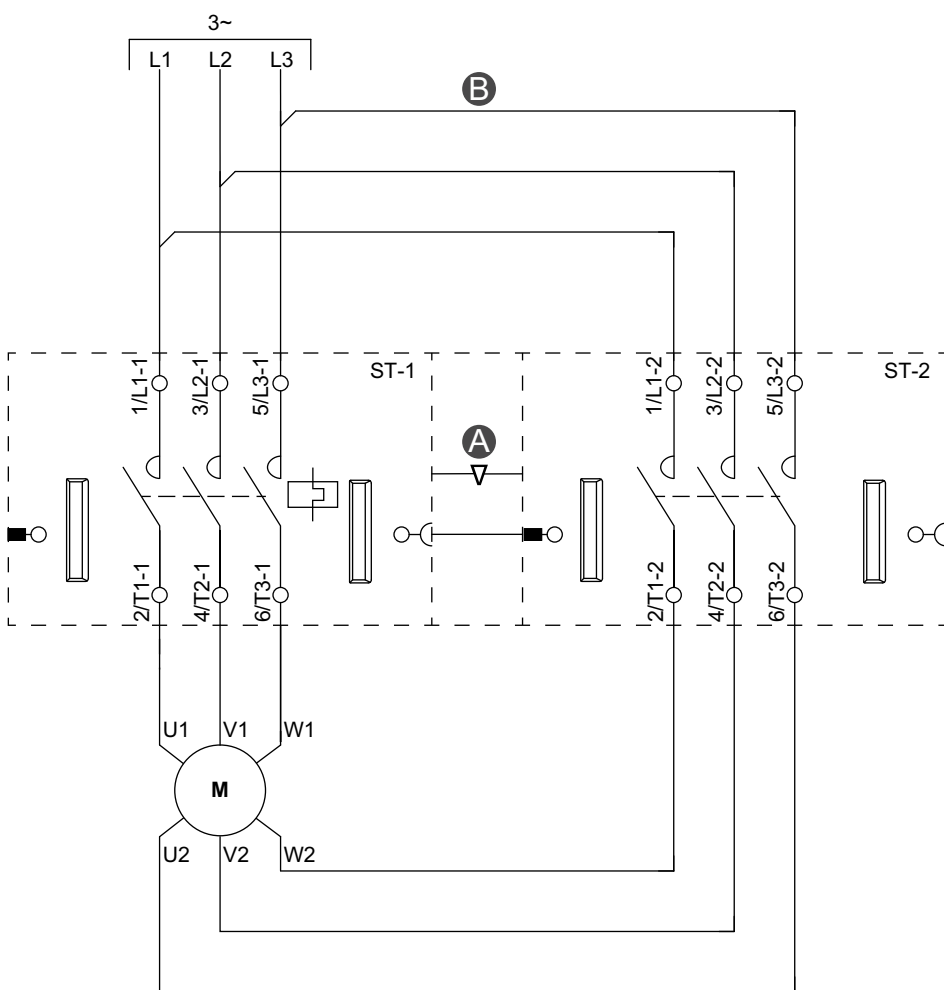 3~
L1 L2 L3
B
ST-1 ST-2
1/L1-1 3/L2-1 5/L3-1 1/L1-2 3/L2-2 5/L3-2
A
2/T1-1 4/T2-1 6/T3-1 2/T1-2 4/T2-2 6/T3-2
U1 V1 W1
M
U2 V2 W2